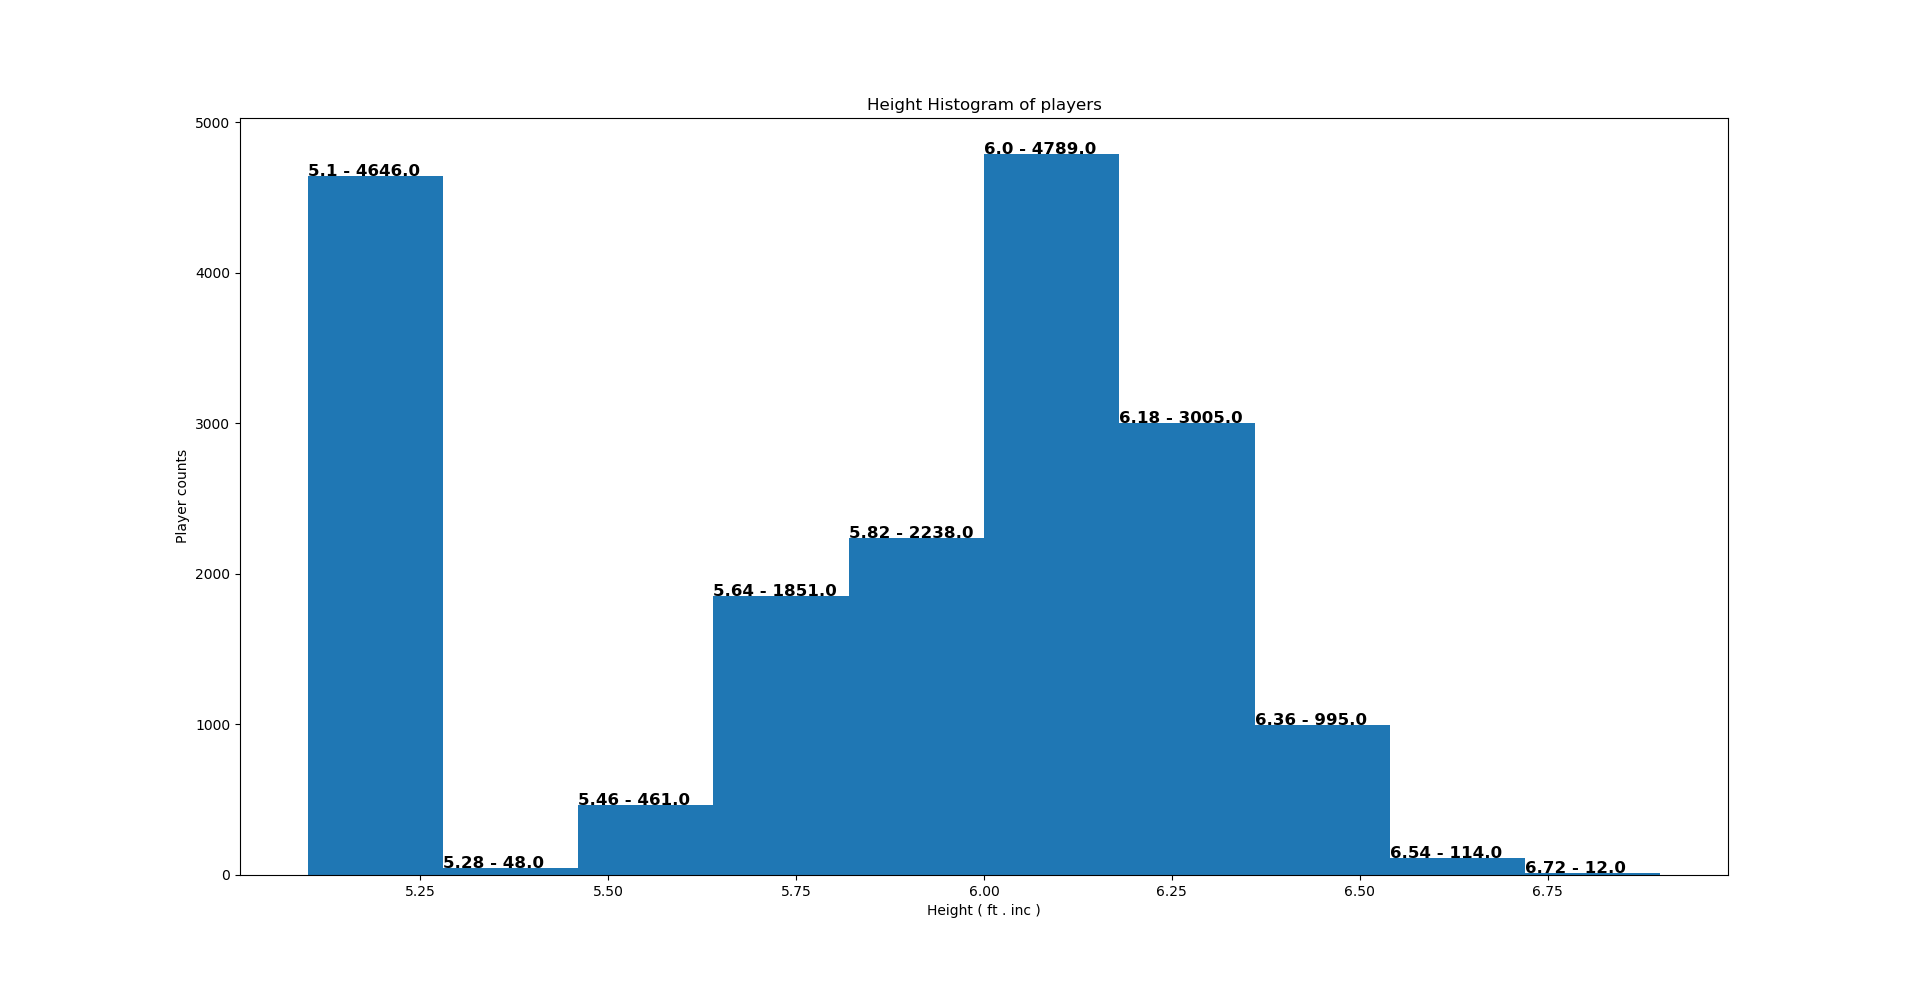 Height Histogram of players
5000
4000
3000
2000
1000
0
Player counts
5.1 - 4646.0
5.28 - 48.0
5.46 - 461.0
5.64 - 1851.0
5.82 - 2238.0
6.0 - 4789.0
6.18 - 3005.0
6.36 - 995.0
6.54 - 114.0
6.72 - 12.0
5.25 5.50 5.75 6.00 6.25 6.50 6.75
Height ( ft . inc )